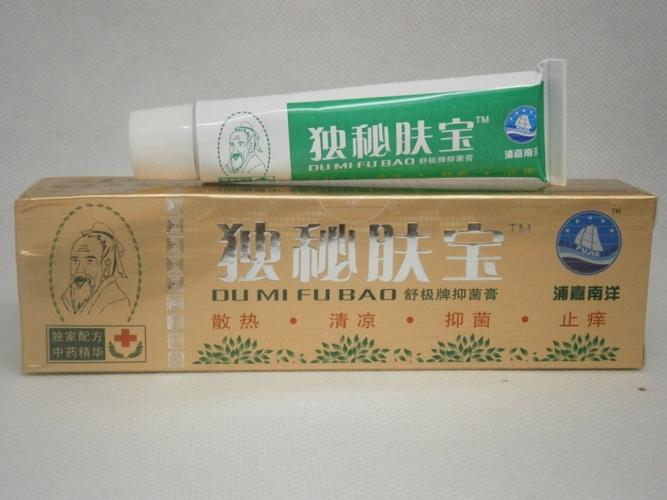 独秘肤宝™
DU MI FU BAO 舒极牌抑菌膏
浦嘉南洋
独秘肤宝™
DU MI FU BAO 舒极牌抑菌膏
散热 · 清凉 · 抑菌 · 止痒
独家配方
中药精华
TM
浦嘉南洋